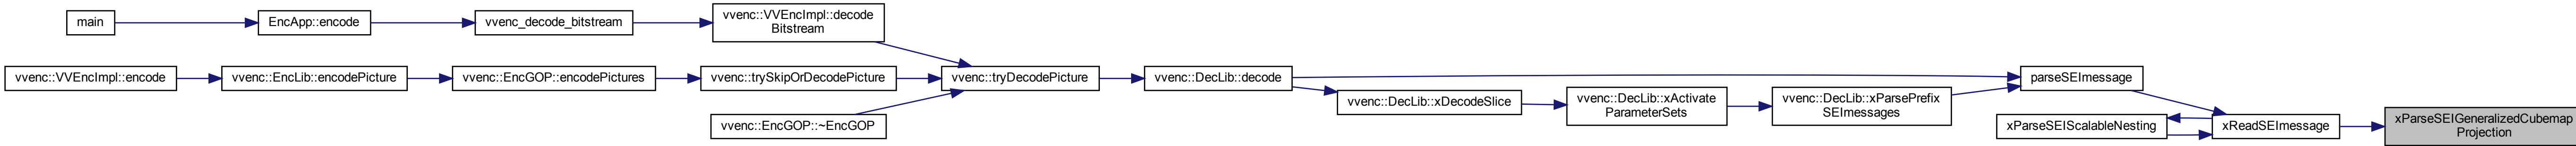 main
EncApp::encode
vvenc_decode_bitstream
vvenc::VVEncImpl::decode
Bitstream
vvenc::VVEncImpl::encode
vvenc::EncLib::encodePicture
vvenc::EncGOP::encodePictures
vvenc::trySkipOrDecodePicture
vvenc::EncGOP::~EncGOP
vvenc::tryDecodePicture
vvenc::DecLib::decode
vvenc::DecLib::xDecodeSlice
vvenc::DecLib::xActivate
ParameterSets
vvenc::DecLib::xParsePrefix
SEImessages
parseSEImessage
xParseSEIScalableNesting
xReadSEImessage
xParseSEIGeneralizedCubemap
Projection